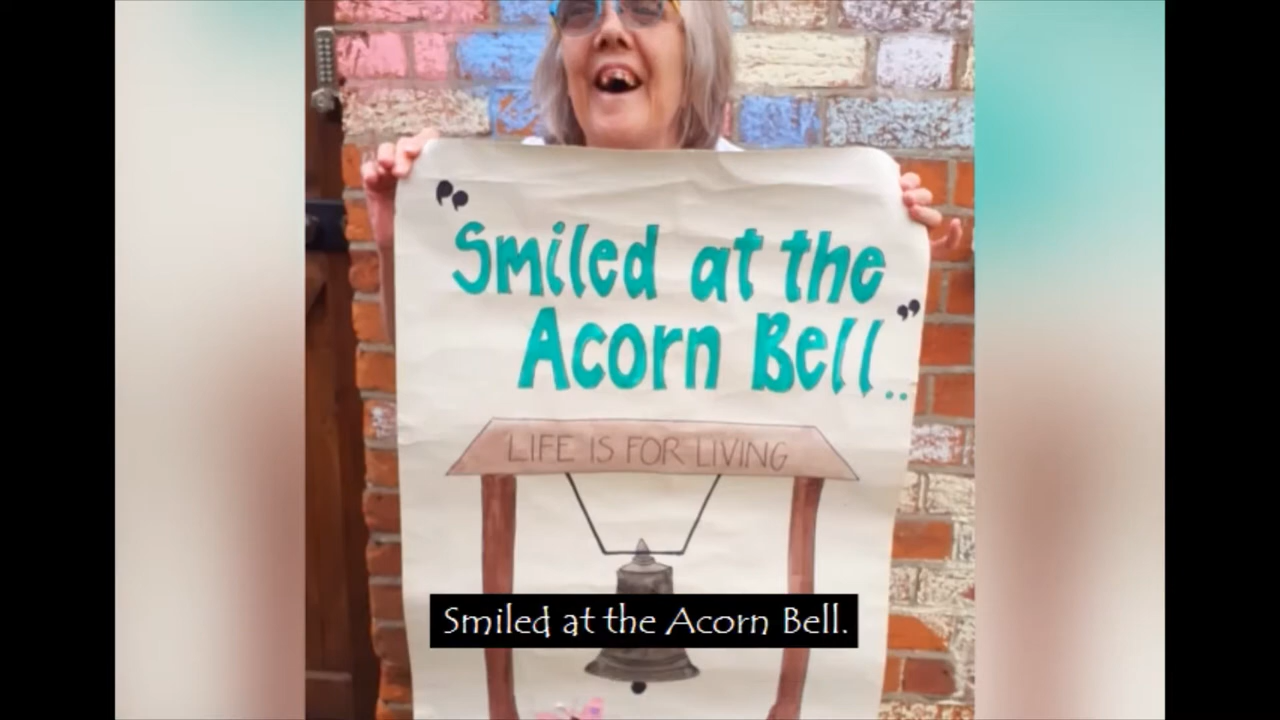 "Smiled at the
Acorn Bell..”
LIFE IS FOR LIVING
Smiled at the Acorn Bell.